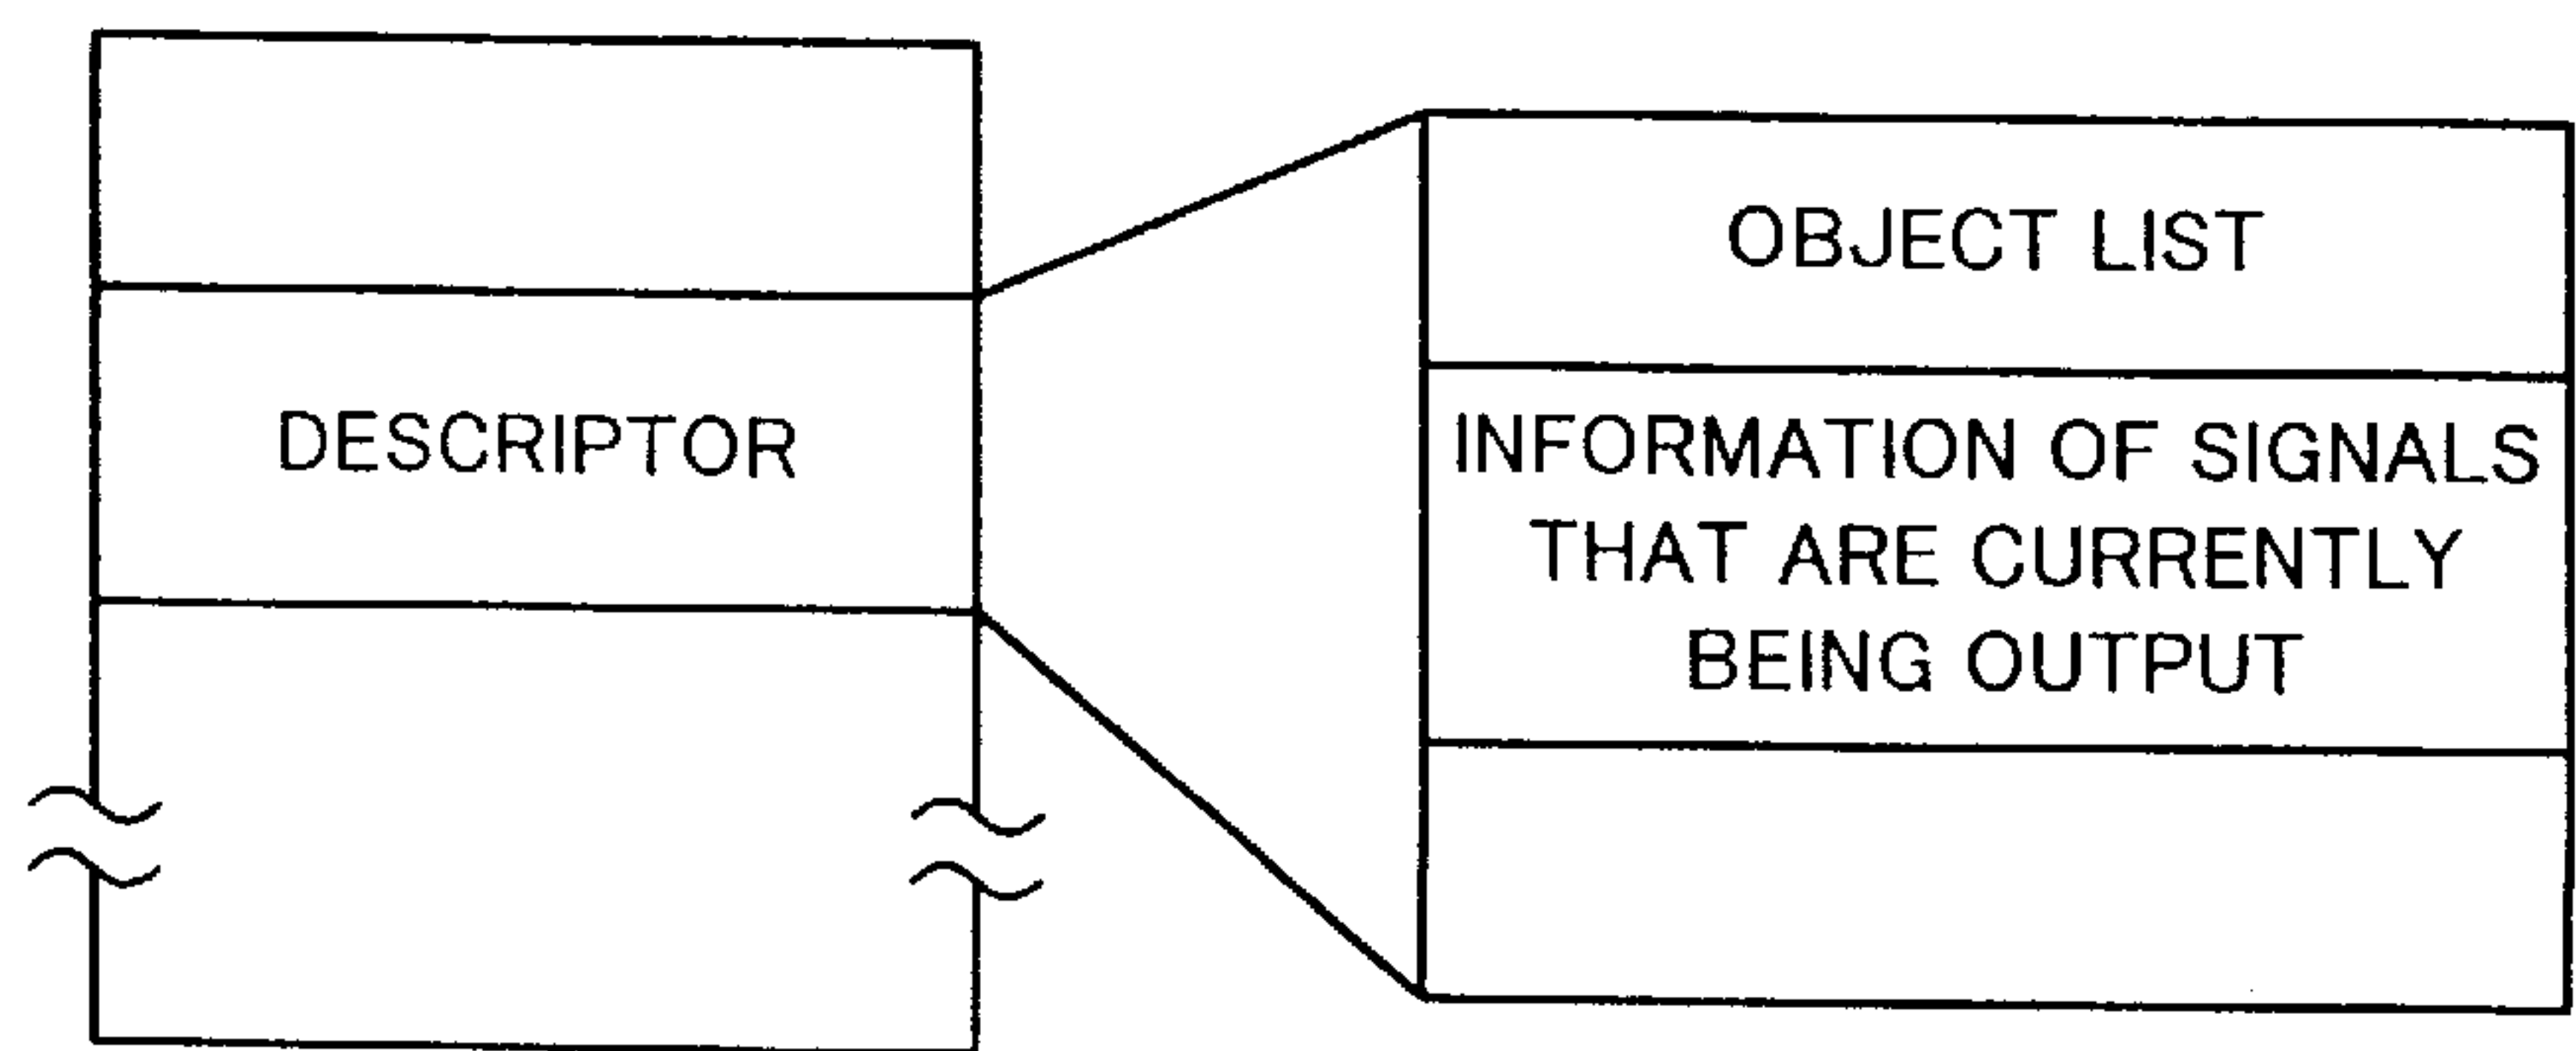 DESCRIPTOR
OBJECT LIST
INFORMATION OF SIGNALS
THAT ARE CURRENTLY
BEING OUTPUT